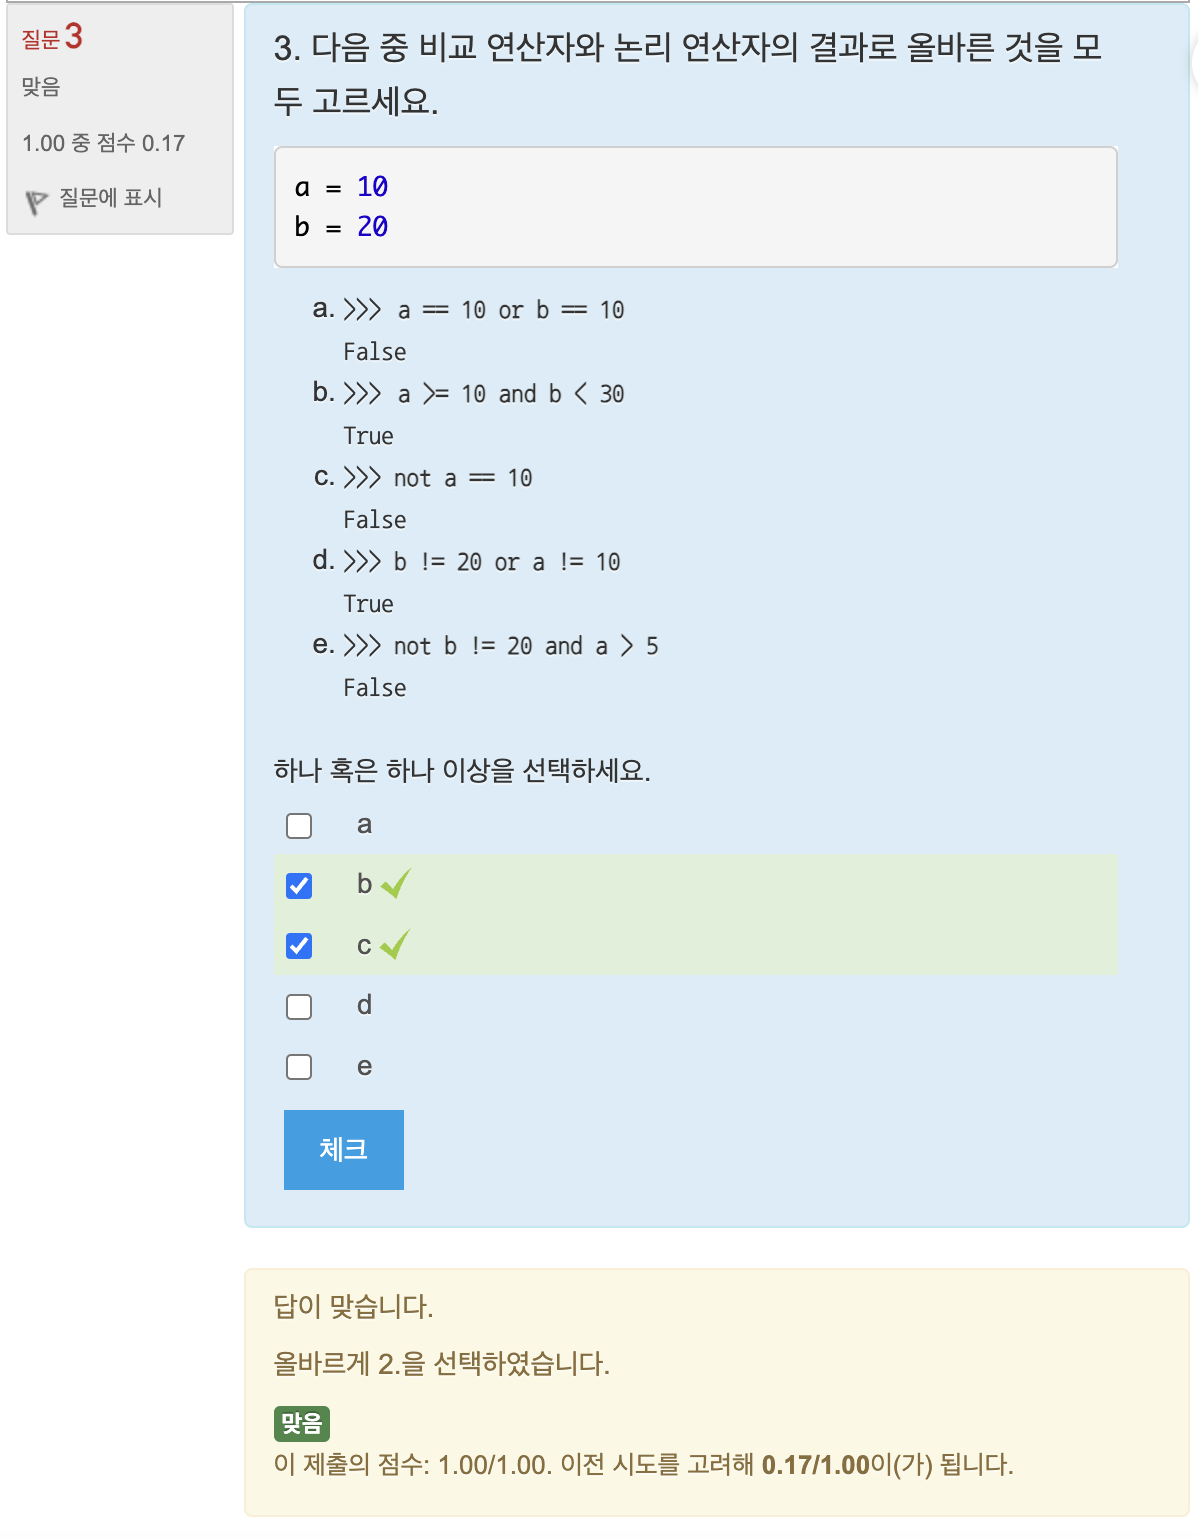 질문 3
맞음
1.00 중 점수 0.17
질문에 표시
3. 다음 중 비교 연산자와 논리 연산자의 결과로 올바른 것을 모
두 고르세요.
a = 10
b = 20
a. >>> a == 10 or b == 10
False
b. >>> a >= 10 and b < 30
True
c. >>> not a == 10
False
d. >>> b != 20 or a != 10
True
e. >>> not b != 20 and a > 5
False
하나 혹은 하나 이상을 선택하세요.
a
b
c
d
e
체크
답이 맞습니다.
올바르게 2.을 선택하였습니다.
맞음
이 제출의 점수: 1.00/1.00. 이전 시도를 고려해 0.17/1.00이(가) 됩니다.